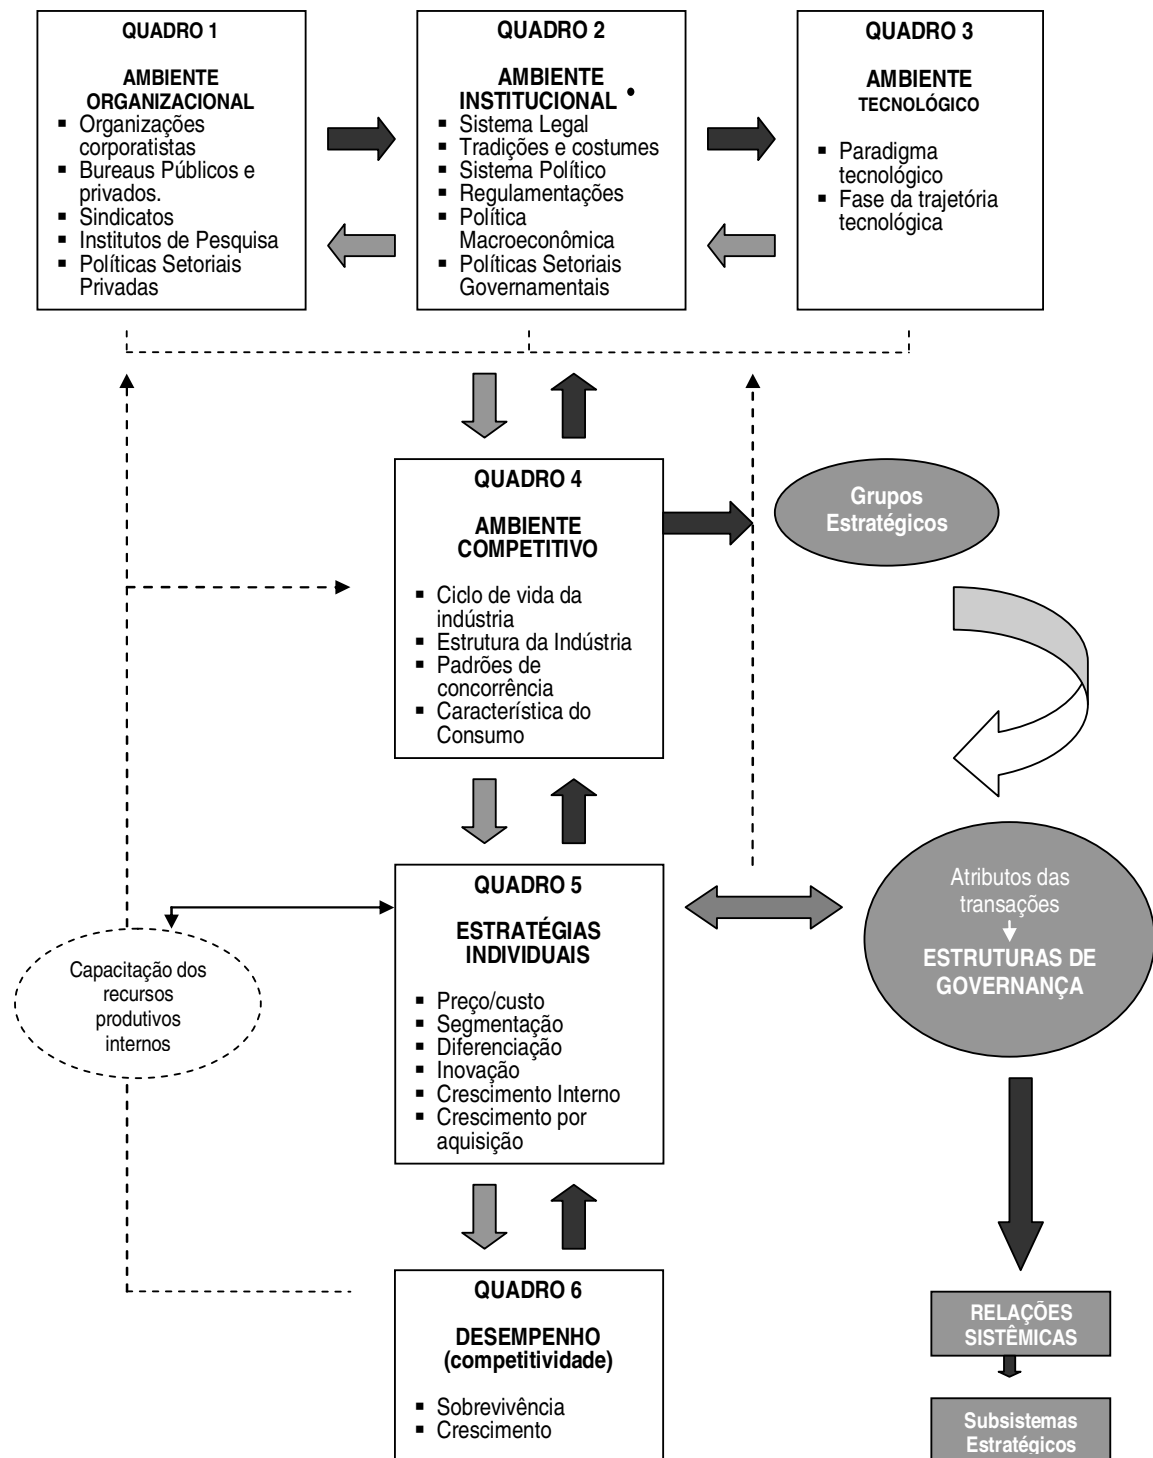 QUADRO 1
AMBIENTE
ORGANIZACIONAL
▪ Organizações
corporatistas
▪ Bureaus Públicos e
privados.
▪ Sindicatos
▪ Institutos de Pesquisa
▪ Políticas Setoriais
Privadas
QUADRO 2
AMBIENTE
INSTITUCIONAL •
▪ Sistema Legal
▪ Tradições e costumes
▪ Sistema Político
▪ Regulamentações
▪ Política
Macroeconômica
▪ Políticas Setoriais
Governamentais
QUADRO 3
AMBIENTE
TECNOLÓGICO
▪ Paradigma
tecnológico
▪ Fase da trajetória
tecnológica
QUADRO 4
AMBIENTE
COMPETITIVO
▪ Ciclo de vida da
indústria
▪ Estrutura da Indústria
▪ Padrões de
concorrência
▪ Característica do
Consumo
Grupos
Estratégicos
QUADRO 5
ESTRATÉGIAS
INDIVIDUAIS
▪ Preço/custo
▪ Segmentação
▪ Diferenciação
▪ Inovação
▪ Crescimento Interno
▪ Crescimento por
aquisição
Capacitação dos
recursos
produtivos
internos
Atributos das
transações
ESTRUTURAS DE
GOVERNANÇA
QUADRO 6
DESEMPENHO
(competitividade)
▪ Sobrevivência
▪ Crescimento
RELAÇÕES
SISTÊMICAS
Subsistemas
Estratégicos